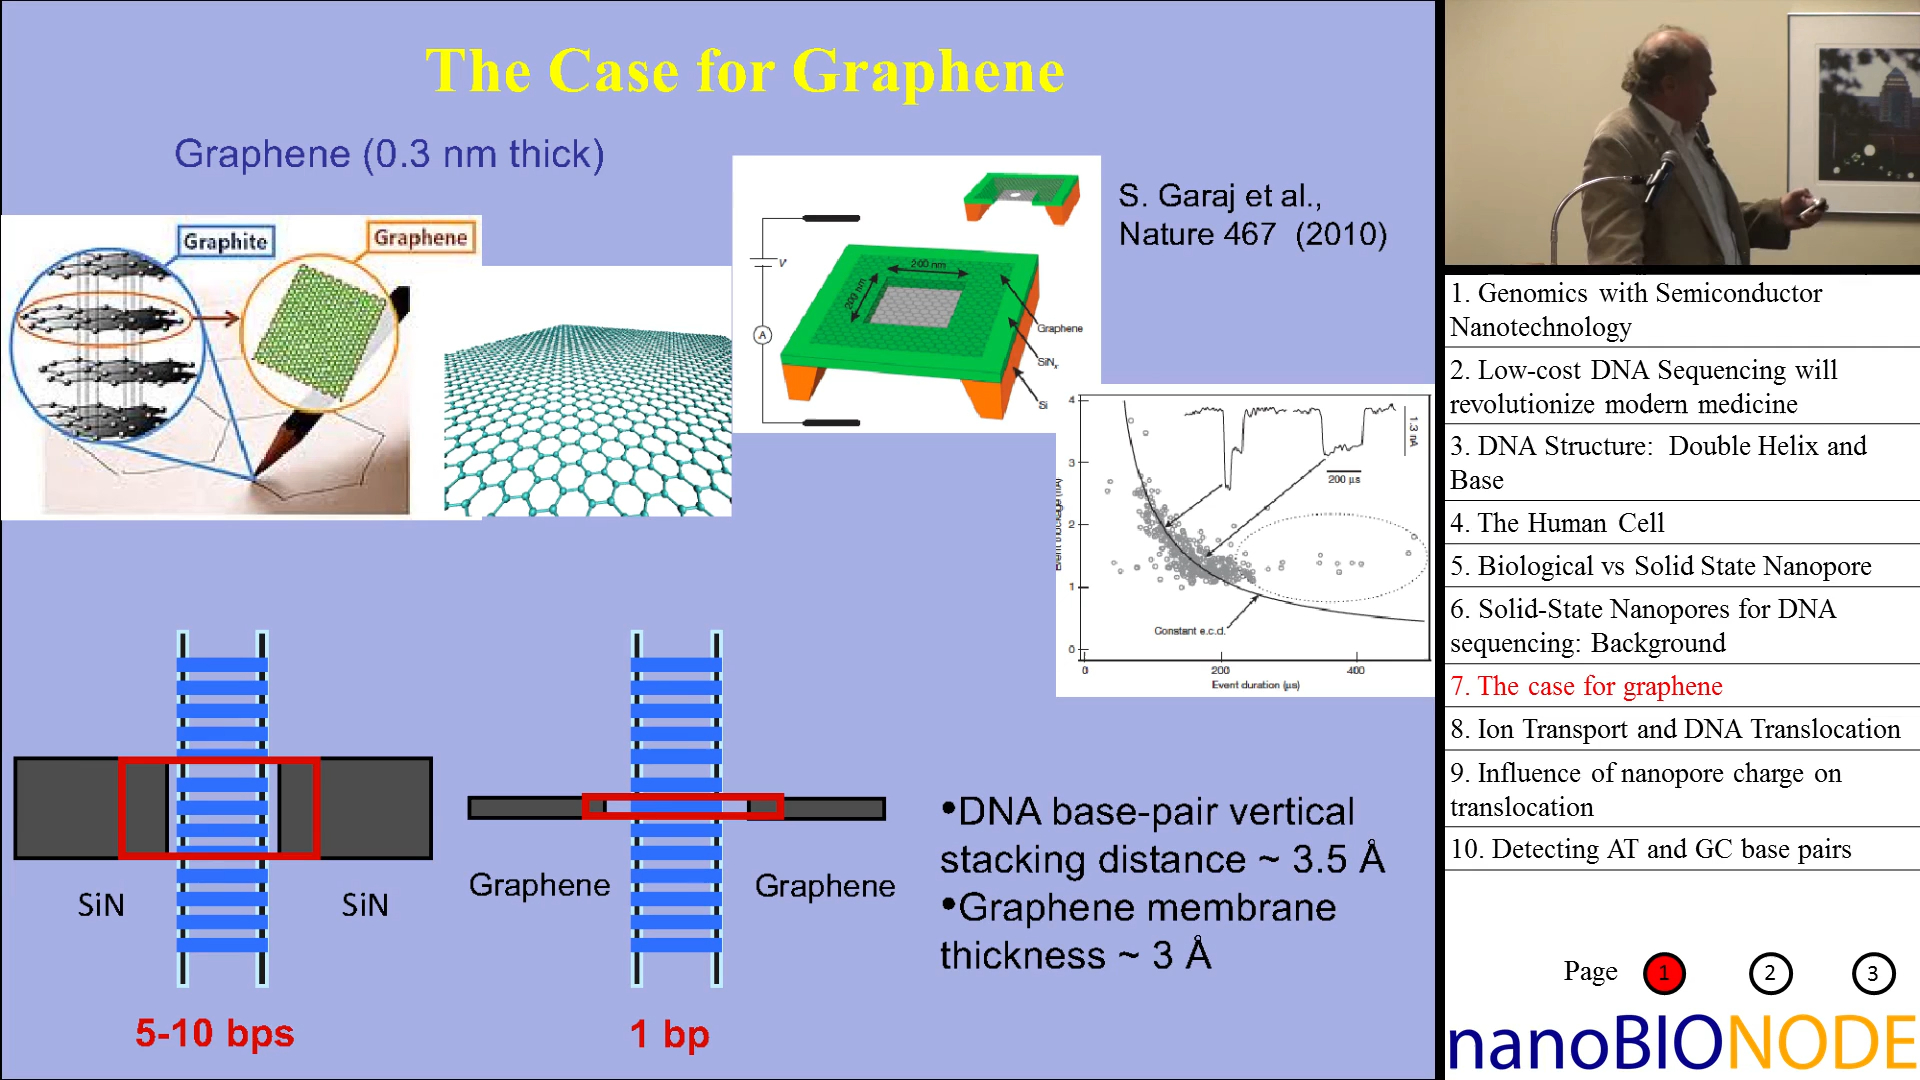 The Case for Graphene
Graphene (0.3 nm thick)
Graphite
Graphene
V
A
200 nm
200 nm
Graphene
SiNx
Si
S. Garaj et al.,
Nature 467 (2010)
4
3
2
1
0
0
200
400
1.3 nA
200 µs
Constant e.c.d.
Event duration (µs)
Event blockage (nA)
SiN
SiN
5-10 bps
Graphene
Graphene
1 bp
•DNA base-pair vertical
stacking distance ~ 3.5 Å
•Graphene membrane
thickness ~ 3 Å
1. Genomics with Semiconductor
Nanotechnology
2. Low-cost DNA Sequencing will
revolutionize modern medicine
3. DNA Structure: Double Helix and
Base
4. The Human Cell
5. Biological vs Solid State Nanopore
6. Solid-State Nanopores for DNA
sequencing: Background
7. The case for graphene
8. Ion Transport and DNA Translocation
9. Influence of nanopore charge on
translocation
10. Detecting AT and GC base pairs
Page 1 2 3
nanoBIONODE